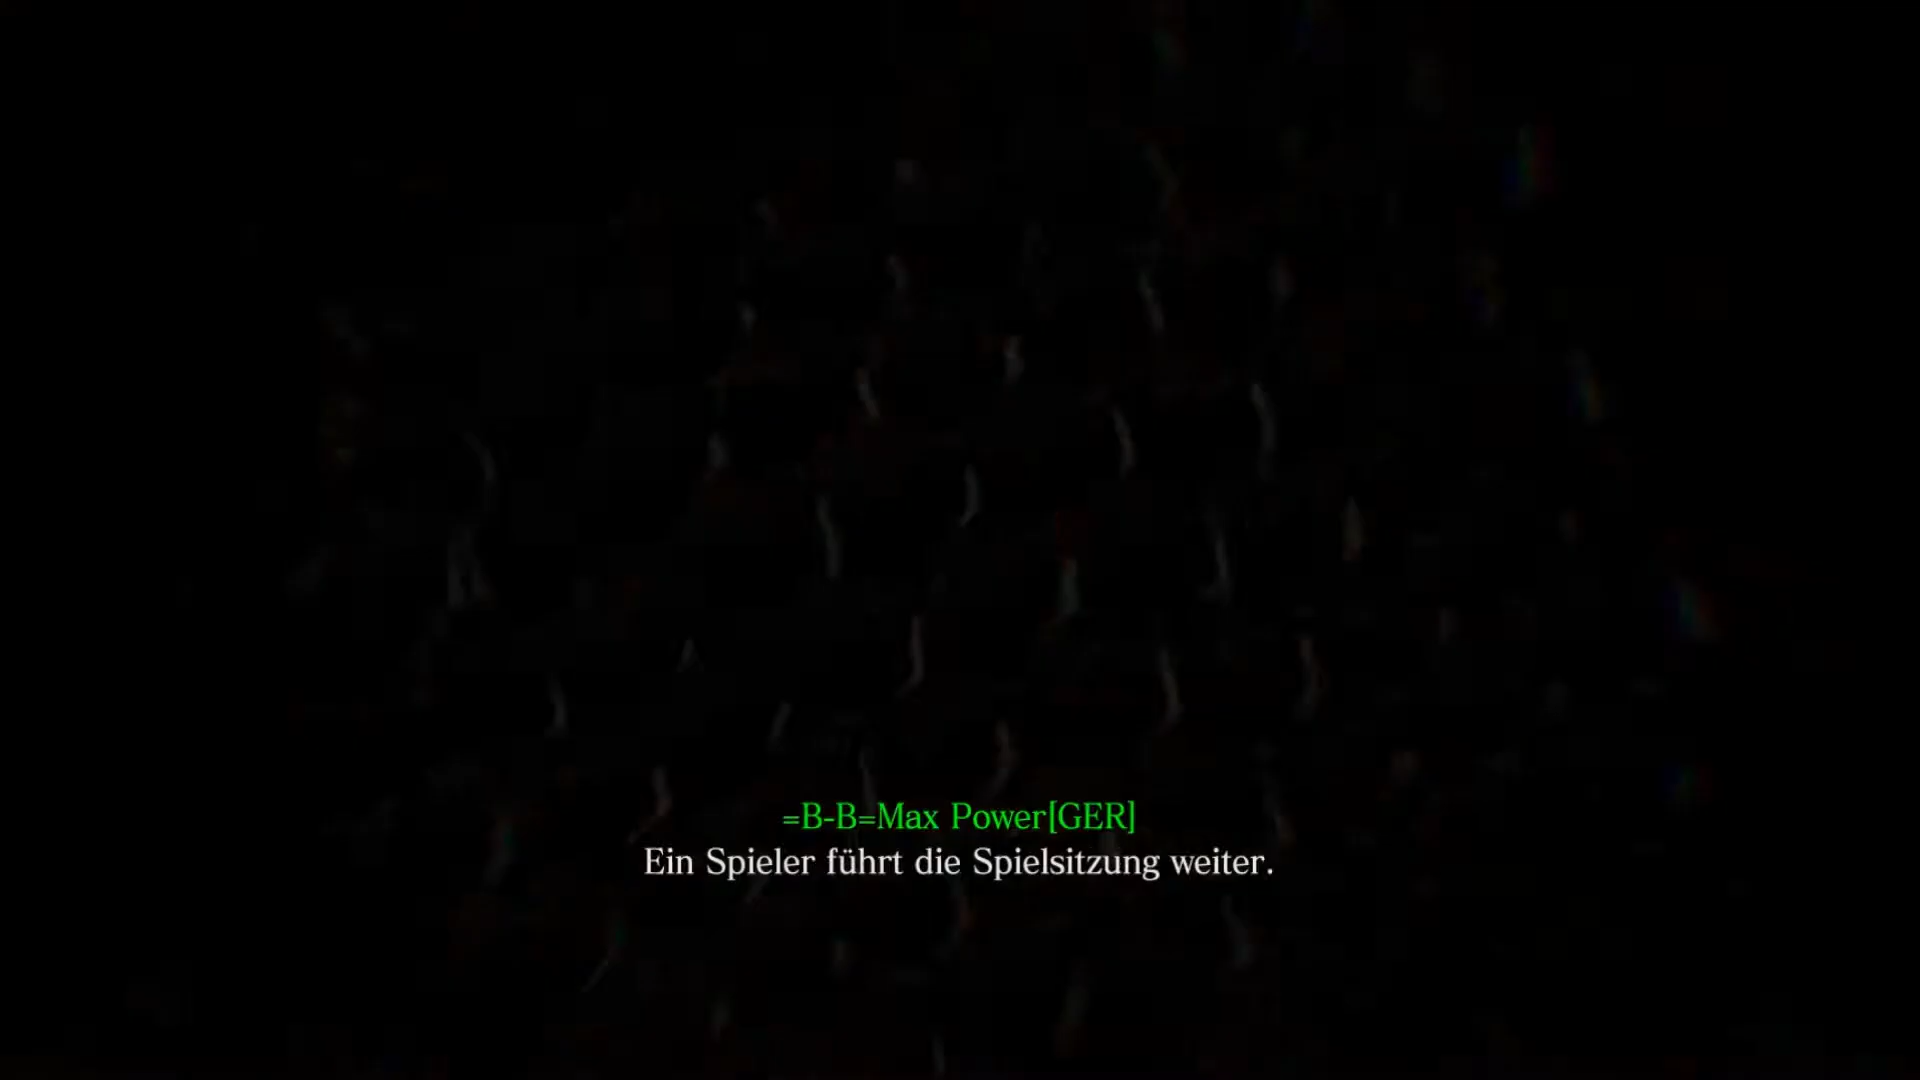 =B-B=Max Power[GER]
Ein Spieler führt die Spielsitzung weiter.